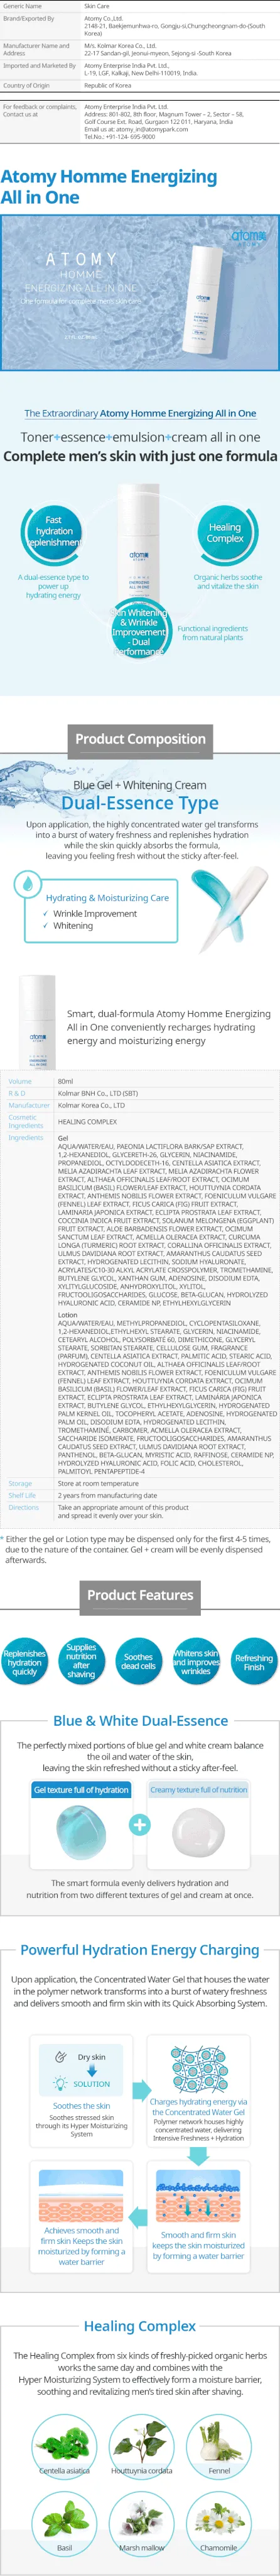 Generic Name Skin Care
Brand/Exported By Atomy Co.,Ltd.
2148-21, Baekjemunhwa-ro, Gongju-si,Chungcheongnam-do-(South
Korea)
Manufacturer Name and Address M/s. Kolmar Korea Co., Ltd.
22-17 Sandan-gil, Jeonui-myeon, Sejong-si -South Korea
Imported and Marketed By Atomy Enterprise India Pvt. Ltd.,
L-19, LGF, Kalkaji, New Delhi-110019, India.
Country of Origin Republic of Korea
For feedback or complaints, Contact us at Atomy Enterprise India Pvt. Ltd.
Address: 801-802, 8th floor, Magnum Tower – 2, Sector – 58,
Golf Course Ext. Road, Gurgaon 122 011, Haryana, India
Email us at: atomy_in@atomypark.com
Tel.No.: +91-124- 695-9000
Atomy Homme Energizing
All in One
atomy
ATOMY
HOMME
ENERGIZING ALL IN ONE
One formula for complete men's skin care
The Extraordinary Atomy Homme Energizing All in One
Toner+essence+emulsion+cream all in one
Complete men's skin with just one formula
Fast
hydration
replenishment
Healing
Complex
A dual-essence type to
power up
hydrating energy
Organic herbs soothe
and vitalize the skin
Skin Whitening
& Wrinkle
Improvement
- Dual
Performance
Functional ingredients
from natural plants
Product Composition
Blue Gel + Whitening Cream
Dual-Essence Type
Upon application, the highly concentrated water gel transforms
into a burst of watery freshness and replenishes hydration
while the skin quickly absorbs the formula,
leaving you feeling fresh without the sticky after-feel.
Hydrating & Moisturizing Care
✓ Wrinkle Improvement
✓ Whitening
Smart, dual-formula Atomy Homme Energizing
All in One conveniently recharges hydrating
energy and moisturizing energy
Volume 80ml
R & D Kolmar BNH Co., LTD (SBT)
Manufacturer Kolmar Korea Co., LTD
Cosmetic Ingredients HEALING COMPLEX
Ingredients Gel
AQUA/WATER/EAU, PAEONIA LACTIFLORA BARK/SAP EXTRACT,
1,2-HEXANEDIOL, GLYCERETH-26, GLYCERIN, NIACINAMIDE,
PROPANEDIOL, OCTYLDODECETH-16, CENTELLA ASIATICA EXTRACT,
MELIA AZADIRACHTA LEAF EXTRACT, MELIA AZADIRACHTA FLOWER
EXTRACT, ALTHAEA OFFICINALIS LEAF/ROOT EXTRACT, OCIMUM
BASILICUM (BASIL) FLOWER/LEAF EXTRACT, HOUTTUYNIA CORDATA
EXTRACT, ANTHEMIS NOBILIS FLOWER EXTRACT, FOENICULUM VULGARE
(FENNEL) LEAF EXTRACT, FICUS CARICA (FIG) FRUIT EXTRACT,
LAMINARIA JAPONICA EXTRACT, ECLIPTA PROSTRATA LEAF EXTRACT,
COCCINIA INDICA FRUIT EXTRACT, SOLANUM MELONGENA (EGGPLANT)
FRUIT EXTRACT, ALOE BARBADENSIS FLOWER EXTRACT, OCIMUM
SANCTUM LEAF EXTRACT, ACMELLA OLERACEA EXTRACT, CURCUMA
LONGA (TURMERIC) ROOT EXTRACT, CORALLINA OFFICINALIS EXTRACT,
ULMUS DAVIDIANA ROOT EXTRACT, AMARANTHUS CAUDATUS SEED
EXTRACT, HYDROGENATED LECITHIN, SODIUM HYALURONATE,
ACRYLATES/C10-30 ALKYL ACRYLATE CROSSPOLYMER, TROMETHAMINE,
BUTYLENE GLYCOL, XANTHAN GUM, ADENOSINE, DISODIUM EDTA,
XYLITYLGLUCOSIDE, ANHYDROXYLITOL, XYLITOL,
FRUCTOOLIGOSACCHARIDES, GLUCOSE, BETA-GLUCAN, HYDROLYZED
HYALURONIC ACID, CERAMIDE NP, ETHYLHEXYLGLYCERIN
Lotion
AQUA/WATER/EAU, METHYLPROPANEDIOL, CYCLOPENTASILOXANE,
1,2-HEXANEDIOL,ETHYLHEXYL STEARATE, GLYCERIN, NIACINAMIDE,
CETEARYL ALCOHOL, POLYSORBATE 60, DIMETHICONE, GLYCERYL
STEARATE, SORBITAN STEARATE, CELLULOSE GUM, FRAGRANCE
(PARFUM), CENTELLA ASIATICA EXTRACT, PALMITIC ACID, STEARIC ACID,
HYDROGENATED COCONUT OIL, ALTHAEA OFFICINALIS LEAF/ROOT
EXTRACT, ANTHEMIS NOBILIS FLOWER EXTRACT, FOENICULUM VULGARE
(FENNEL) LEAF EXTRACT, HOUTTUYNIA CORDATA EXTRACT, OCIMUM
BASILICUM (BASIL) FLOWER/LEAF EXTRACT, FICUS CARICA (FIG) FRUIT
EXTRACT, ECLIPTA PROSTRATA LEAF EXTRACT, LAMINARIA JAPONICA
EXTRACT, BUTYLENE GLYCOL, ETHYLHEXYLGLYCERIN, HYDROGENATED
PALM KERNEL OIL, TOCOPHERYL ACETATE, ADENOSINE, HYDROGENATED
PALM OIL, DISODIUM EDTA, HYDROGENATED LECITHIN,
TROMETHAMINE, CARBOMER, ACMELLA OLERACEA EXTRACT,
SACCHARIDE ISOMERATE, FRUCTOOLIGOSACCHARIDES, AMARANTHUS
CAUDATUS SEED EXTRACT, ULMUS DAVIDIANA ROOT EXTRACT,
PANTHENOL, BETA-GLUCAN, MYRISTIC ACID, RAFFINOSE, CERAMIDE NP,
HYDROLYZED HYALURONIC ACID, FOLIC ACID, CHOLESTEROL,
PALMITOYL PENTAPEPTIDE-4
Storage Store at room temperature
Shelf Life 2 years from manufacturing date
Directions Take an appropriate amount of this product
and spread it evenly over your skin.
* Either the gel or Lotion type may be dispensed only for the first 4-5 times,
due to the nature of the container. Gel + cream will be evenly dispensed
afterwards.
Product Features
Replenishes
hydration
quickly
Supplies
nutrition
after
shaving
Soothes
dead cells
Whitens skin
and improves
wrinkles
Refreshing
Finish
Blue & White Dual-Essence
The perfectly mixed portions of blue gel and white cream balance
the oil and water of the skin,
leaving the skin refreshed without a sticky after-feel.
Gel texture full of hydration
Creamy texture full of nutrition
The smart formula evenly delivers hydration and
nutrition from two different textures of gel and cream at once.
Powerful Hydration Energy Charging
Upon application, the Concentrated Water Gel that houses the water
in the polymer network transforms into a burst of watery freshness
and delivers smooth and firm skin with its Quick Absorbing System.
Dry skin
SOLUTION
Soothes the skin
Soothes stressed skin
through its Hyper Moisturizing
System
Charges hydrating energy via
the Concentrated Water Gel
Polymer network houses highly
concentrated water, delivering
Intensive Freshness + Hydration
Achieves smooth and
firm skin Keeps the skin
moisturized by forming a
water barrier
Smooth and firm skin
keeps the skin moisturized
by forming a water barrier
Healing Complex
The Healing Complex from six kinds of freshly-picked organic herbs
works the same day and combines with the
Hyper Moisturizing System to effectively form a moisture barrier,
soothing and revitalizing men's tired skin after shaving.
Centella asiatica
Houttuynia cordata
Fennel
Basil
Marsh mallow
Chamomile